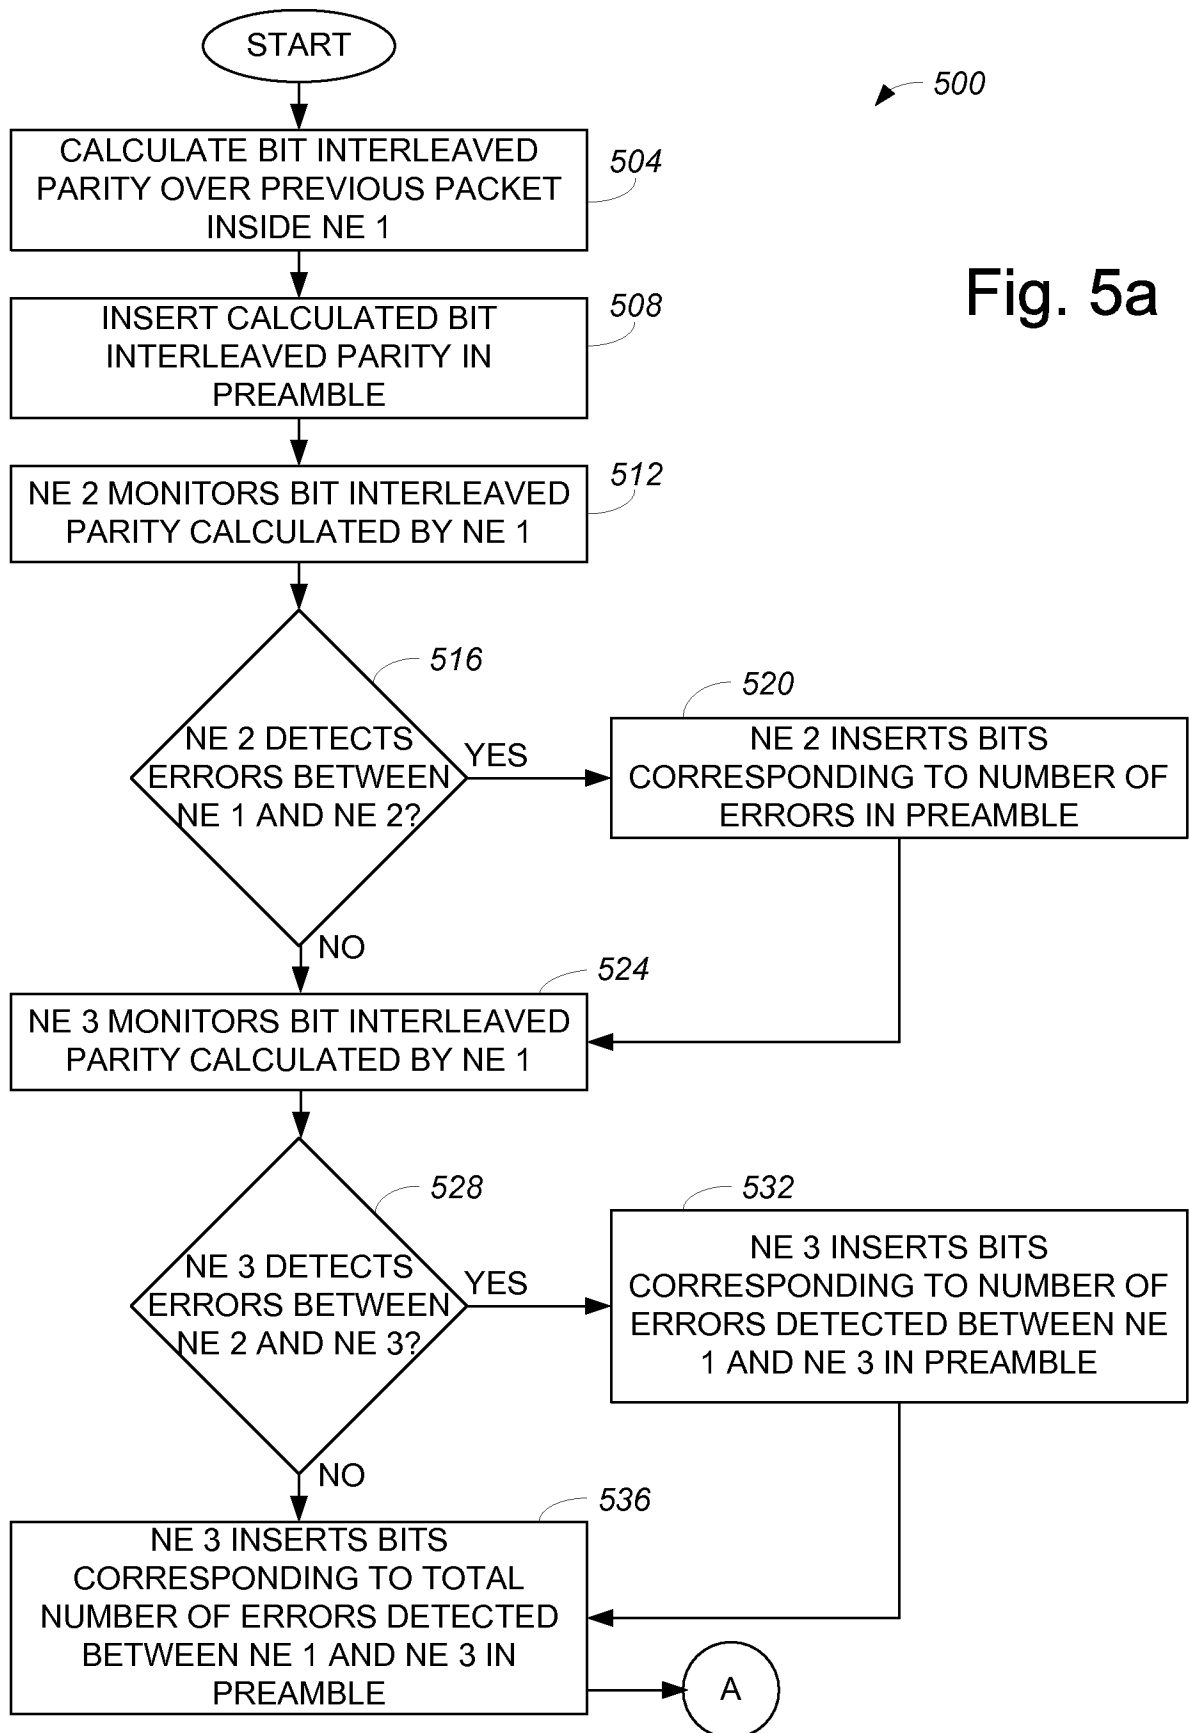 START
500
CALCULATE BIT INTERLEAVED
PARITY OVER PREVIOUS PACKET
INSIDE NE 1
504
Fig. 5a
INSERT CALCULATED BIT
INTERLEAVED PARITY IN
PREAMBLE
508
NE 2 MONITORS BIT INTERLEAVED
PARITY CALCULATED BY NE 1
512
516
NE 2 DETECTS
ERRORS BETWEEN
NE 1 AND NE 2?
YES
520
NE 2 INSERTS BITS
CORRESPONDING TO NUMBER OF
ERRORS IN PREAMBLE
NO
524
NE 3 MONITORS BIT INTERLEAVED
PARITY CALCULATED BY NE 1
528
NE 3 DETECTS
ERRORS BETWEEN
NE 2 AND NE 3?
YES
532
NE 3 INSERTS BITS
CORRESPONDING TO NUMBER OF
ERRORS DETECTED BETWEEN NE
1 AND NE 3 IN PREAMBLE
NO
536
NE 3 INSERTS BITS
CORRESPONDING TO TOTAL
NUMBER OF ERRORS DETECTED
BETWEEN NE 1 AND NE 3 IN
PREAMBLE
A